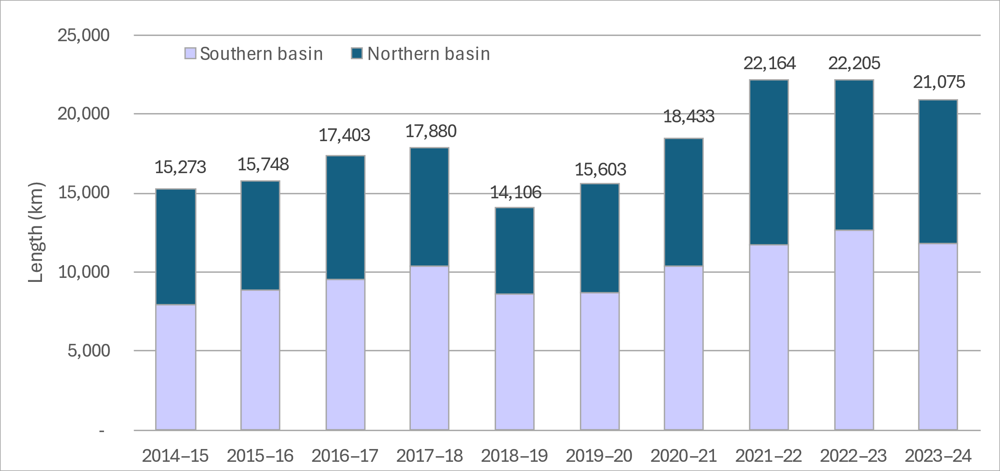 25,000
Southern basin Northern basin
22,164 22,205
21,075
20,000
18,433
17,403 17,880
15,273 15,748 15,603
15,000 14,106
Length (km)
10,000
5,000
-
2014–15 2015–16 2016–17 2017–18 2018–19 2019–20 2020–21 2021–22 2022–23 2023–24